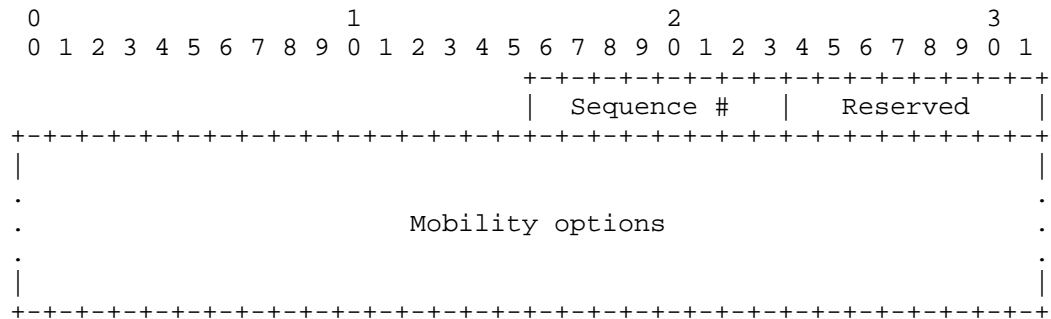 0                   1                   2                   3
 0 1 2 3 4 5 6 7 8 9 0 1 2 3 4 5 6 7 8 9 0 1 2 3 4 5 6 7 8 9 0 1
                                +-+-+-+-+-+-+-+-+-+-+-+-+-+-+-+-+
                                |  Sequence #   |   Reserved    |
+-+-+-+-+-+-+-+-+-+-+-+-+-+-+-+-+-+-+-+-+-+-+-+-+-+-+-+-+-+-+-+-+
|                                                               |
.                                                               .
.                        Mobility options                       .
.                                                               .
|                                                               |
+-+-+-+-+-+-+-+-+-+-+-+-+-+-+-+-+-+-+-+-+-+-+-+-+-+-+-+-+-+-+-+-+